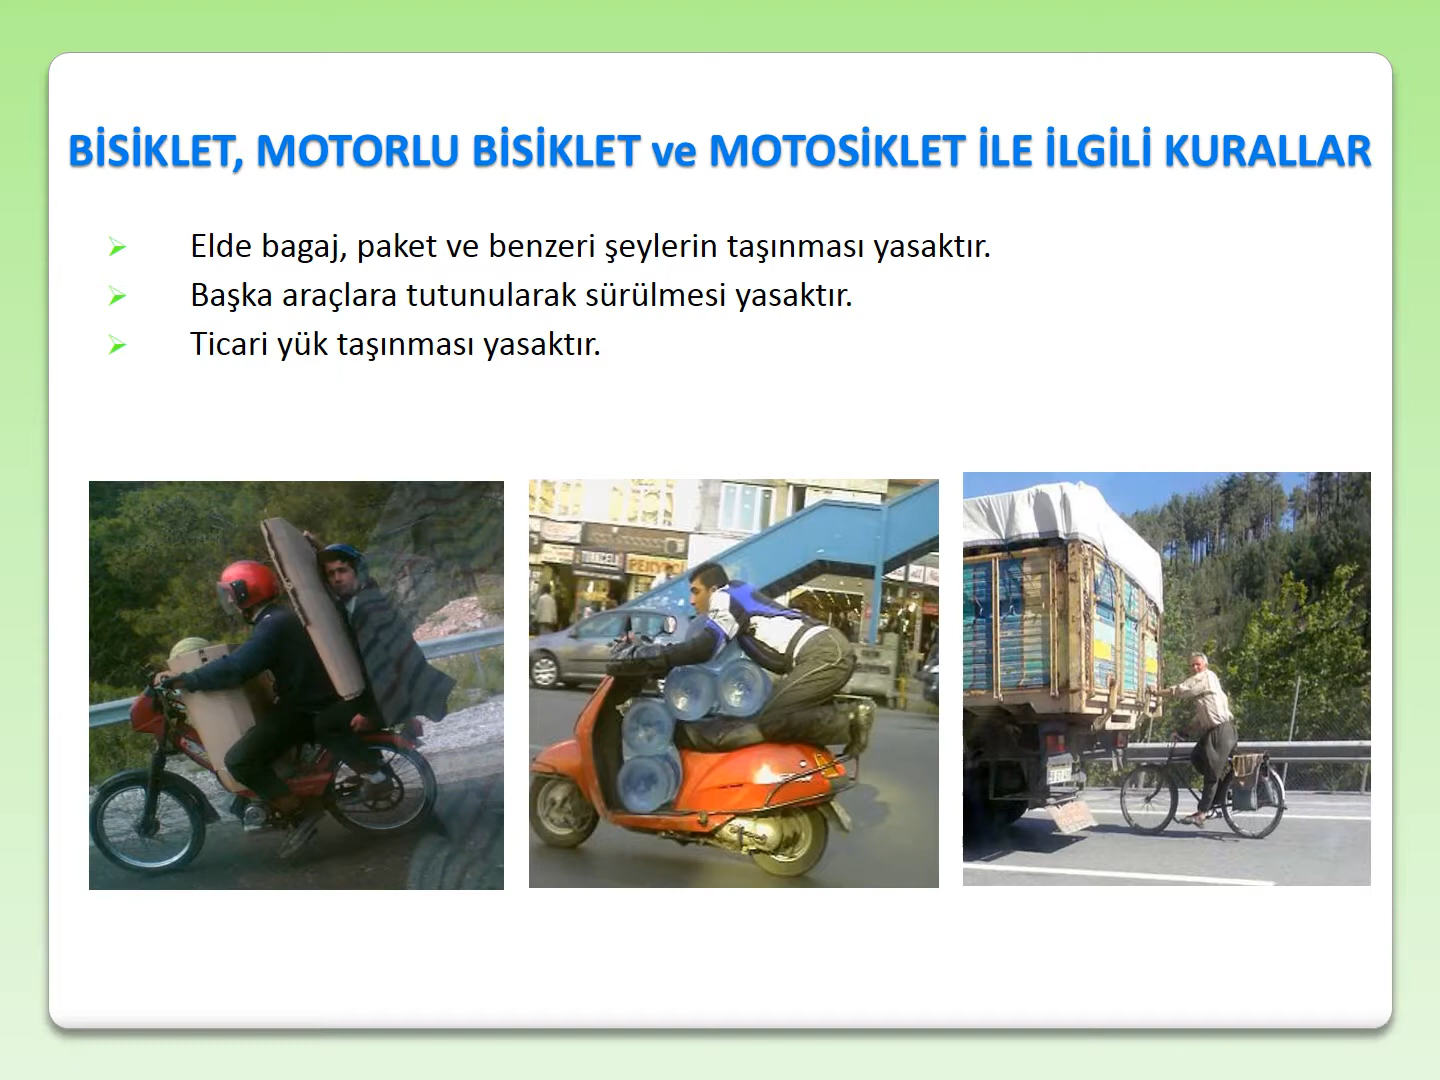 BİSİKLET, MOTORLU BİSİKLET ve MOTOSİKLET İLE İLGİLİ KURALLAR
Elde bagaj, paket ve benzeri şeylerin taşınması yasaktır.
Başka araçlara tutunularak sürülmesi yasaktır.
Ticari yük taşınması yasaktır.